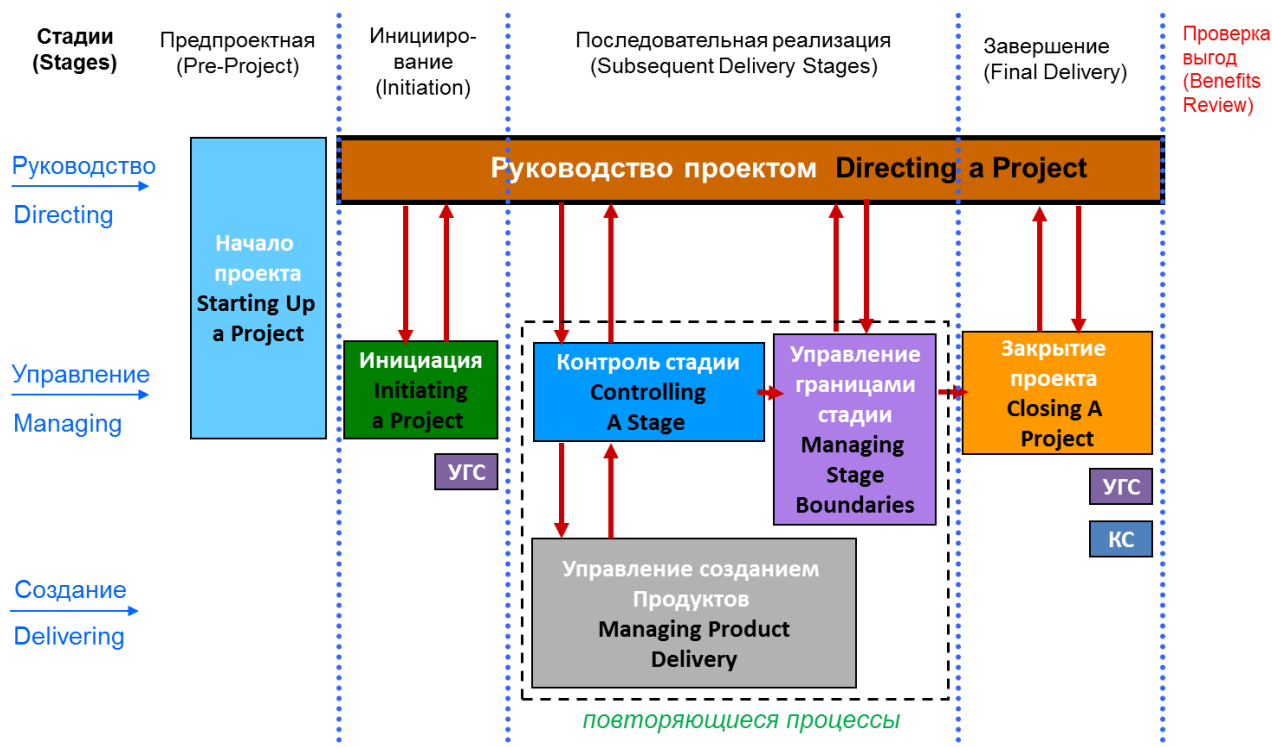 Стадии
(Stages)
Предпроектная
(Pre-Project)
Иницииро-
вание
(Initiation)
Последовательная реализация
(Subsequent Delivery Stages)
Завершение
(Final Delivery)
Проверка
выгод
(Benefits
Review)
Руководство
Directing
Руководство проектом Directing a Project
Начало
проекта
Starting Up
a Project
Управление
Managing
Инициация
Initiating
a Project
УГС
Контроль стадии
Controlling
A Stage
Управление
границами
стадии
Managing
Stage
Boundaries
Закрытие
проекта
Closing A
Project
УГС
КС
Создание
Delivering
Управление созданием
Продуктов
Managing Product
Delivery
повторяющиеся процессы